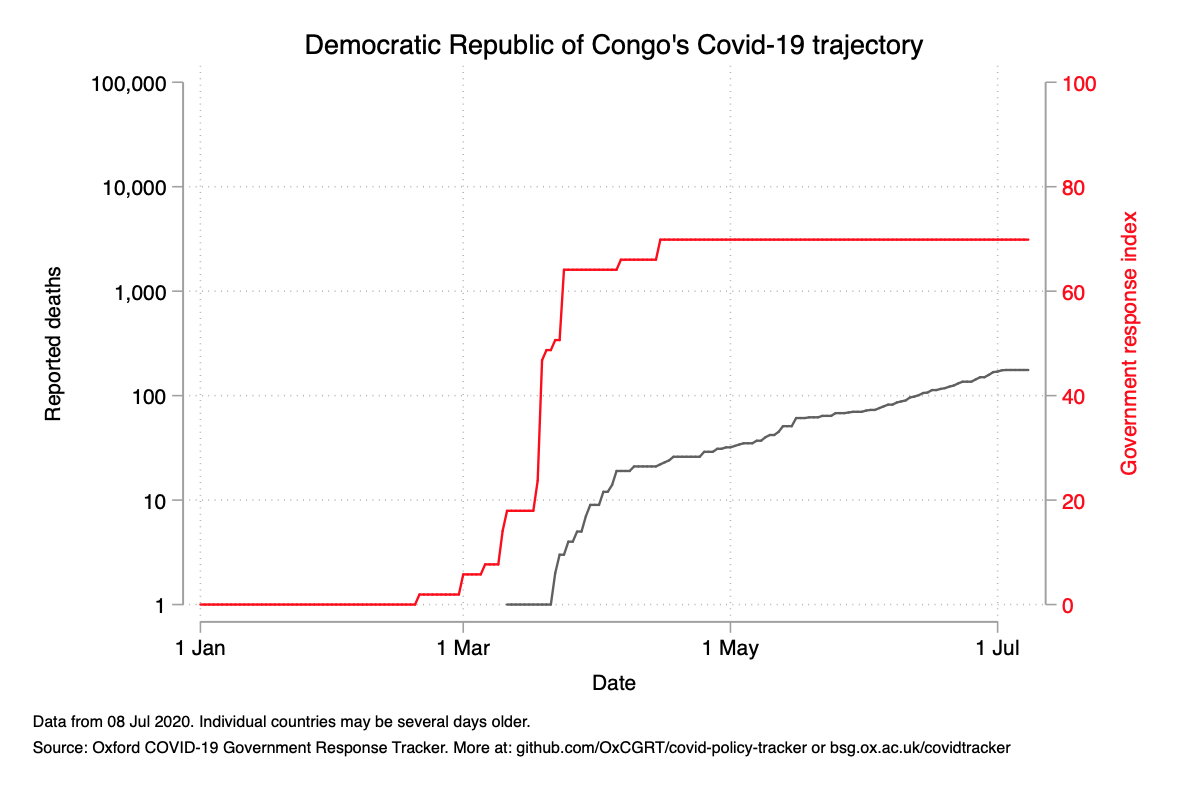 Democratic Republic of Congo's Covid-19 trajectory
100,000
10,000
1,000
100
10
1
Reported deaths
100
80
60
40
20
0
Government response index
1 Jan
1 Mar
1 May
1 Jul
Date
Data from 08 Jul 2020. Individual countries may be several days older.
Source: Oxford COVID-19 Government Response Tracker. More at: github.com/OxCGRT/covid-policy-tracker or bsg.ox.ac.uk/covidtracker